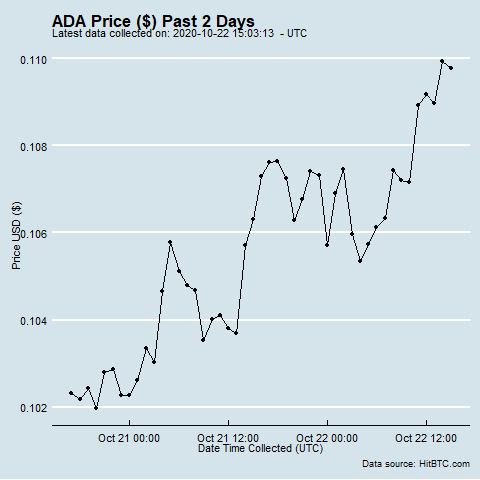 ADA Price ($) Past 2 Days
Latest data collected on: 2020-10-22 15:03:13  - UTC
0.110
0.108
0.106
0.104
0.102
Price USD ($)
Oct 21 00:00 Oct 21 12:00 Oct 22 00:00 Oct 22 12:00
Date Time Collected (UTC)
Data source: HitBTC.com